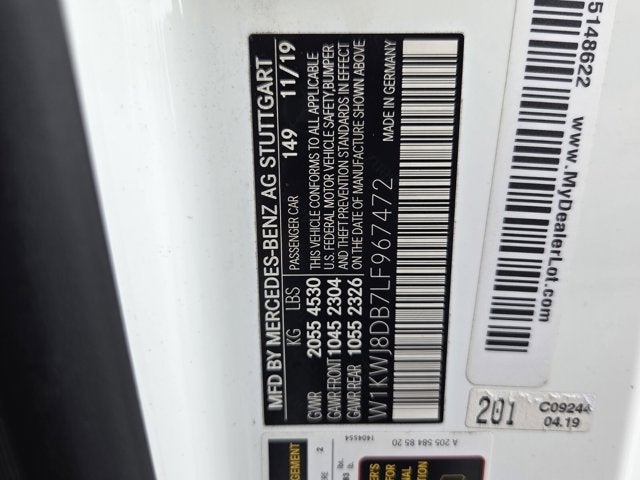 MFD BY MERCEDES-BENZ AG STUTTGART
KG LBS PASSENGER CAR 149 11/19
GVWR 2055 4530
GAWR FRONT 1045 2304
GAWR REAR 1055 2326
THIS VEHICLE CONFORMS TO ALL APPLICABLE
U.S. FEDERAL MOTOR VEHICLE SAFETY, BUMPER
AND THEFT PREVENTION STANDARDS IN EFFECT
ON THE DATE OF MANUFACTURE SHOWN ABOVE
W1KWJ8DB7LF967472 MADE IN GERMANY
201 C09244
04.19
5148622
www.MyDealerLot.com
A 205 584 85 20
1404554